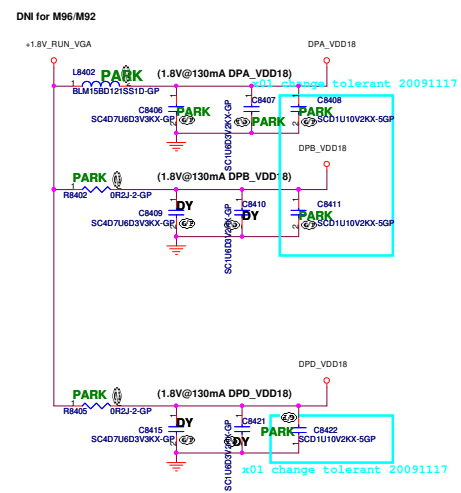 DNI for M96/M92
+1.8V_RUN_VGA
DPA_VDD18
L8402
PARK
(1.8V@130mA DPA_VDD18)
x01 change tolerant 20091117
BLM15BD121SS1D-GP
C8406
PARK
SC4D7U6D3V3KX-GP
C8407
PARK
SC1U6D3V2KX-GP
C8408
PARK
SCD1U10V2KX-5GP
DPB_VDD18
PARK
(1.8V@130mA DPB_VDD18)
R8402
0R2J-2-GP
DY
C8409
SC4D7U6D3V3KX-GP
C8410
DY
C8411
PARK
SCD1U10V2KX-5GP
DPD_VDD18
PARK
(1.8V@130mA DPD_VDD18)
R8405
0R2J-2-GP
DY
C8415
SC4D7U6D3V3KX-GP
C8421
DY
PARK
C8422
SCD1U10V2KX-5GP
x01 change tolerant 20091117